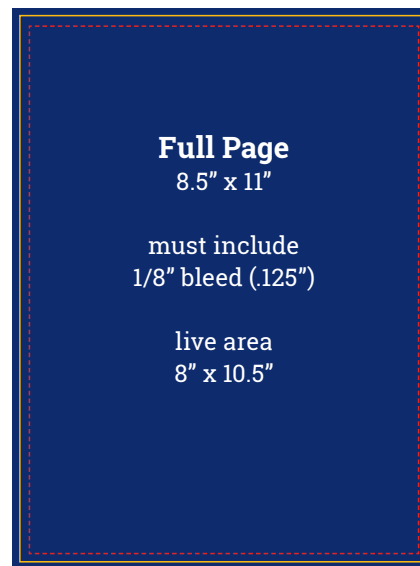 Full Page
8.5” x 11”
must include
1/8” bleed (.125”)
live area
8” x 10.5”